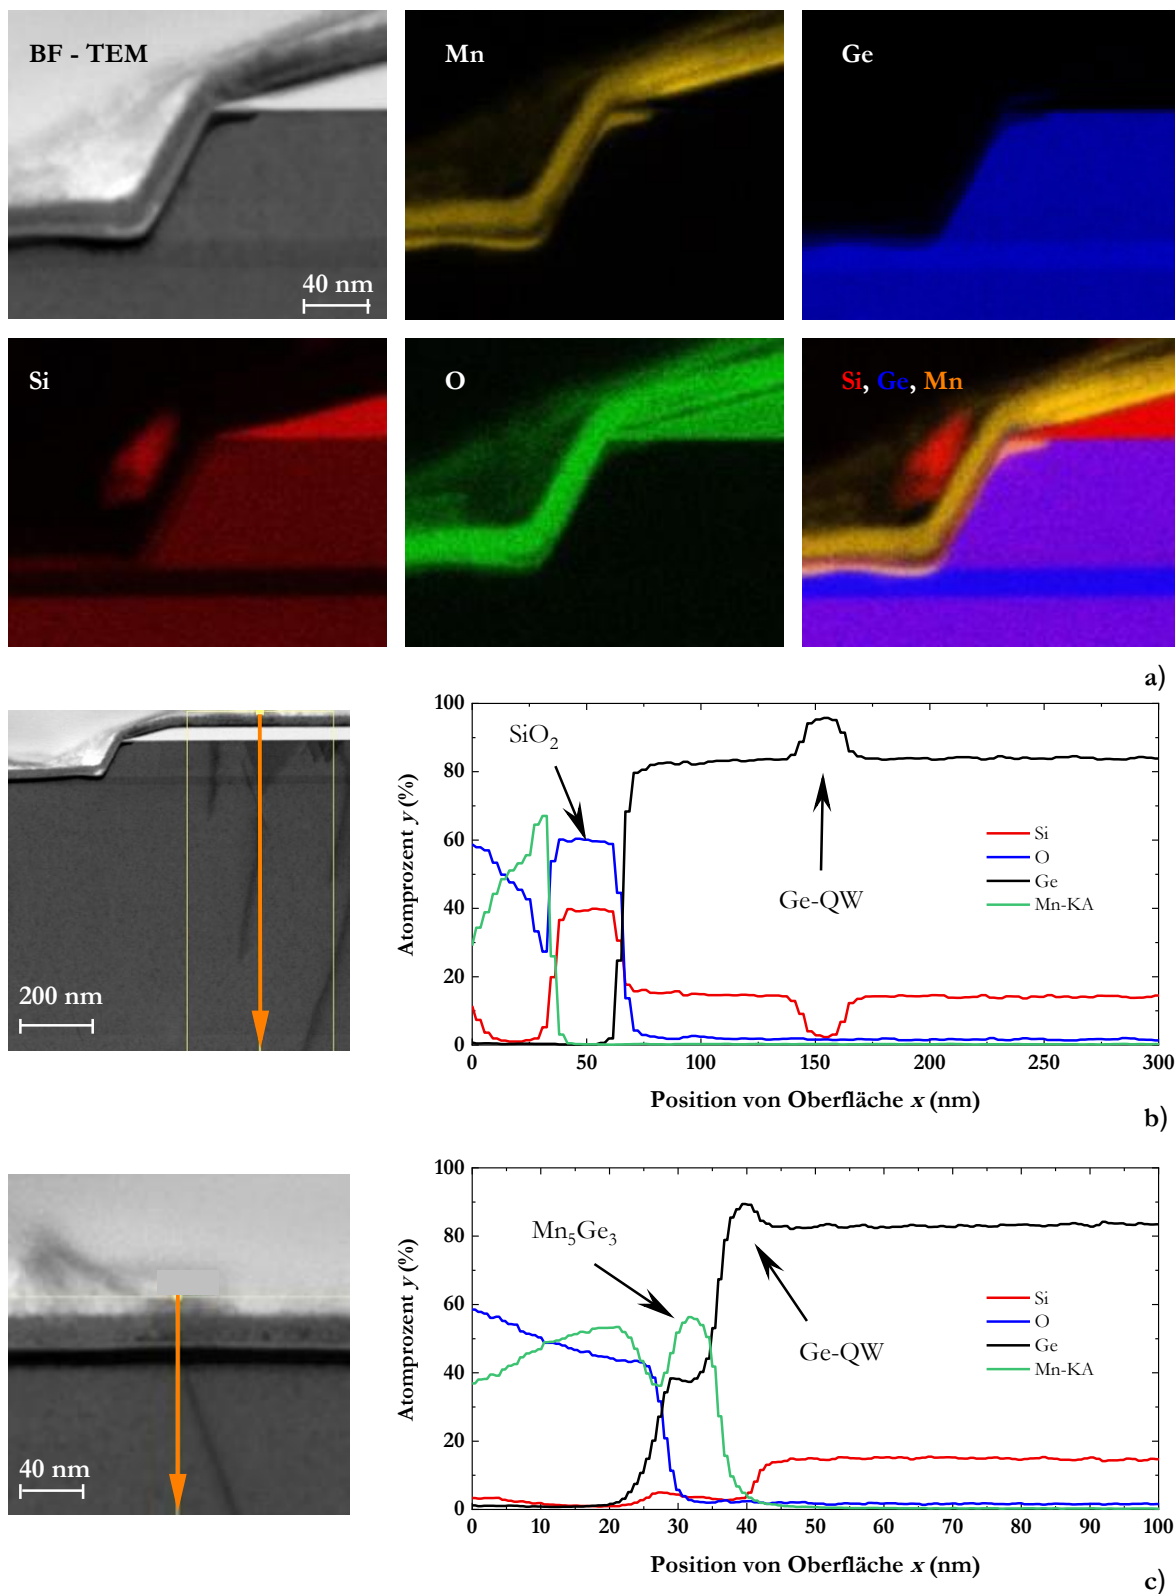 BF - TEM
Mn
Ge
40 nm
Si
O
Si, Ge, Mn
a)
200 nm
100
80
60
40
20
0
0
50
100
150
200
250
300
Atomprozent y (%)
Position von Oberfläche x (nm)
SiO2
Ge-QW
Si
O
Ge
Mn-KA
b)
40 nm
100
80
60
40
20
0
0
10
20
30
40
50
60
70
80
90
100
Atomprozent y (%)
Position von Oberfläche x (nm)
Mn5Ge3
Ge-QW
Si
O
Ge
Mn-KA
c)